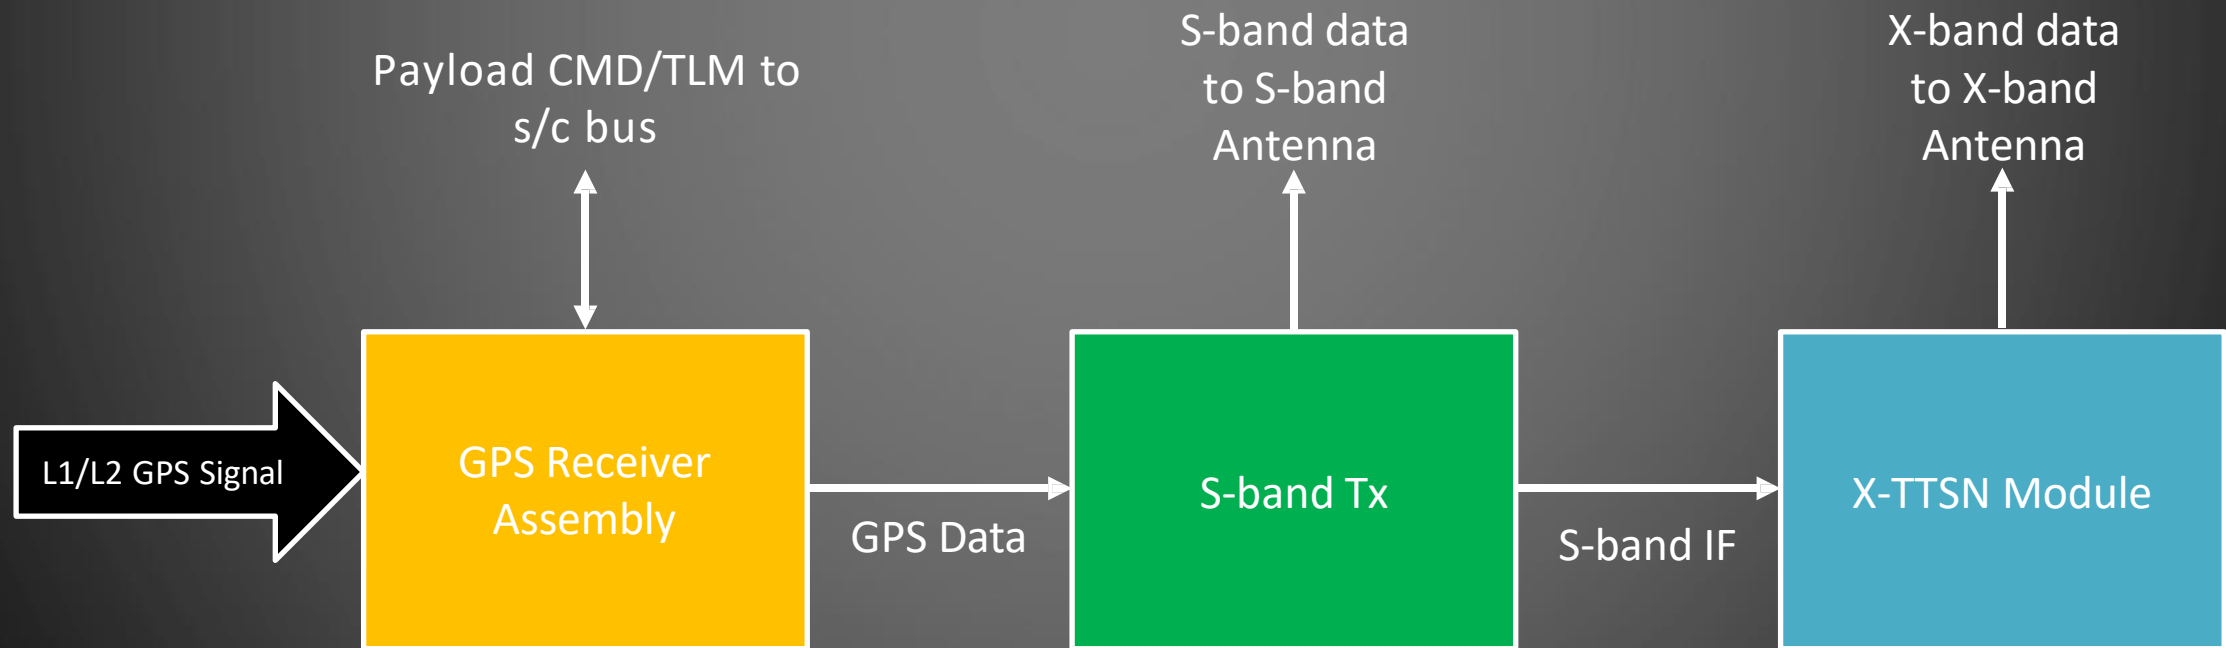 Payload CMD/TLM to
s/c bus
S-band data
to S-band
Antenna
X-band data
to X-band
Antenna
L1/L2 GPS Signal
GPS Receiver
Assembly
GPS Data
S-band Tx
S-band IF
X-TTSN Module